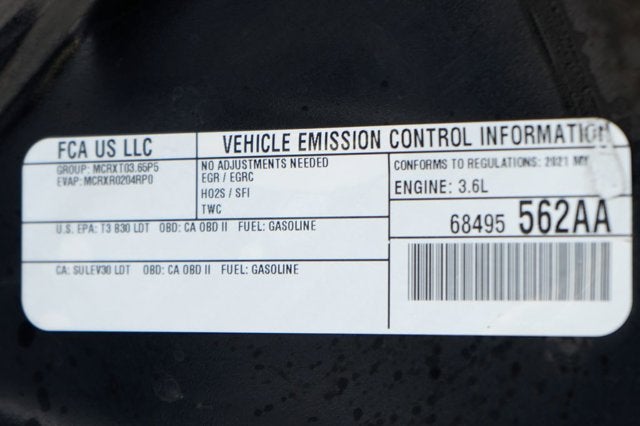 FCA US LLC
VEHICLE EMISSION CONTROL INFORMATION
GROUP: MCRXT03.65P5
EVAP: MCRXR0204RP0
NO ADJUSTMENTS NEEDED
EGR / EGRC
HO2S / SFI
TWC
CONFORMS TO REGULATIONS: 2021 MY
ENGINE: 3.6L
68495 562AA
U.S. EPA: T3 B30 LDT OBD: CA OBD II FUEL: GASOLINE
CA: SULEV30 LDT OBD: CA OBD II FUEL: GASOLINE